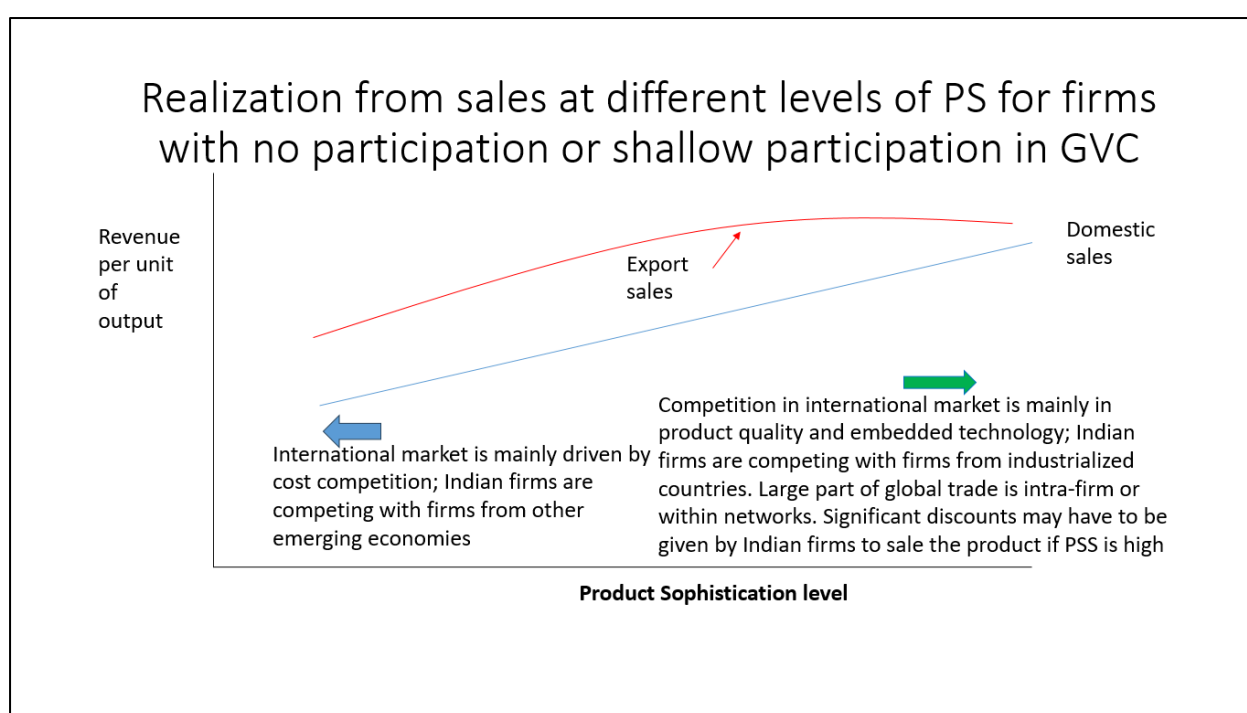 Realization from sales at different levels of PS for firms
with no participation or shallow participation in GVC
Revenue
per unit
of
output
Export
sales
Domestic
sales
International market is mainly driven by
cost competition; Indian firms are
competing with firms from other
emerging economies
Competition in international market is mainly in
product quality and embedded technology; Indian
firms are competing with firms from industrialized
countries. Large part of global trade is intra-firm or
within networks. Significant discounts may have to be
given by Indian firms to sale the product if PSS is high
Product Sophistication level